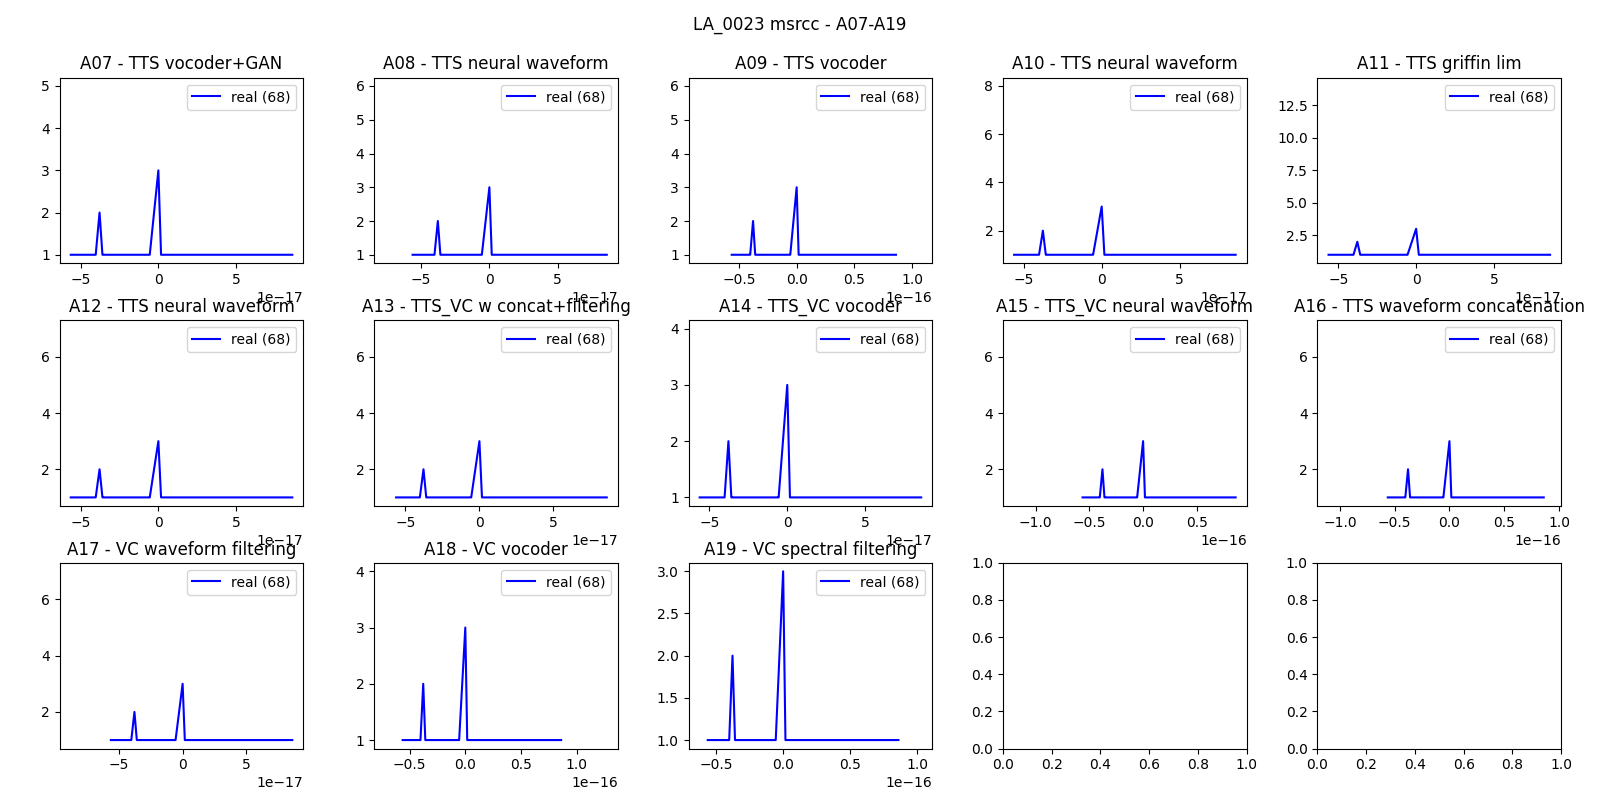 LA_0023 msrcc - A07-A19
A07 - TTS vocoder+GAN
real (68)
5
4
3
2
1
−5 0 5
1e−17
A08 - TTS neural waveform
real (68)
6
5
4
3
2
1
−5 0 5
1e−17
A09 - TTS vocoder
real (68)
6
5
4
3
2
1
−0.5 0.0 0.5 1.0
1e−16
A10 - TTS neural waveform
real (68)
8
6
4
2
−5 0 5
1e−17
A11 - TTS griffin lim
real (68)
12.5
10.0
7.5
5.0
2.5
−5 0 5
1e−17
A12 - TTS neural waveform
real (68)
6
4
2
−5 0 5
1e−17
A13 - TTS_VC w concat+filtering
real (68)
6
4
2
−5 0 5
1e−17
A14 - TTS_VC vocoder
real (68)
4
3
2
1
−5 0 5
1e−17
A15 - TTS_VC neural waveform
real (68)
6
4
2
−1.0 −0.5 0.0 0.5
1e−16
A16 - TTS waveform concatenation
real (68)
6
4
2
−1.0 −0.5 0.0 0.5 1.0
1e−16
A17 - VC waveform filtering
real (68)
6
4
2
−5 0 5
1e−17
A18 - VC vocoder
real (68)
4
3
2
1
−0.5 0.0 0.5 1.0
1e−16
A19 - VC spectral filtering
real (68)
3.0
2.5
2.0
1.5
1.0
−0.5 0.0 0.5 1.0
1e−16
1.0
0.8
0.6
0.4
0.2
0.0
0.0 0.2 0.4 0.6 0.8 1.0
1.0
0.8
0.6
0.4
0.2
0.0
0.0 0.2 0.4 0.6 0.8 1.0